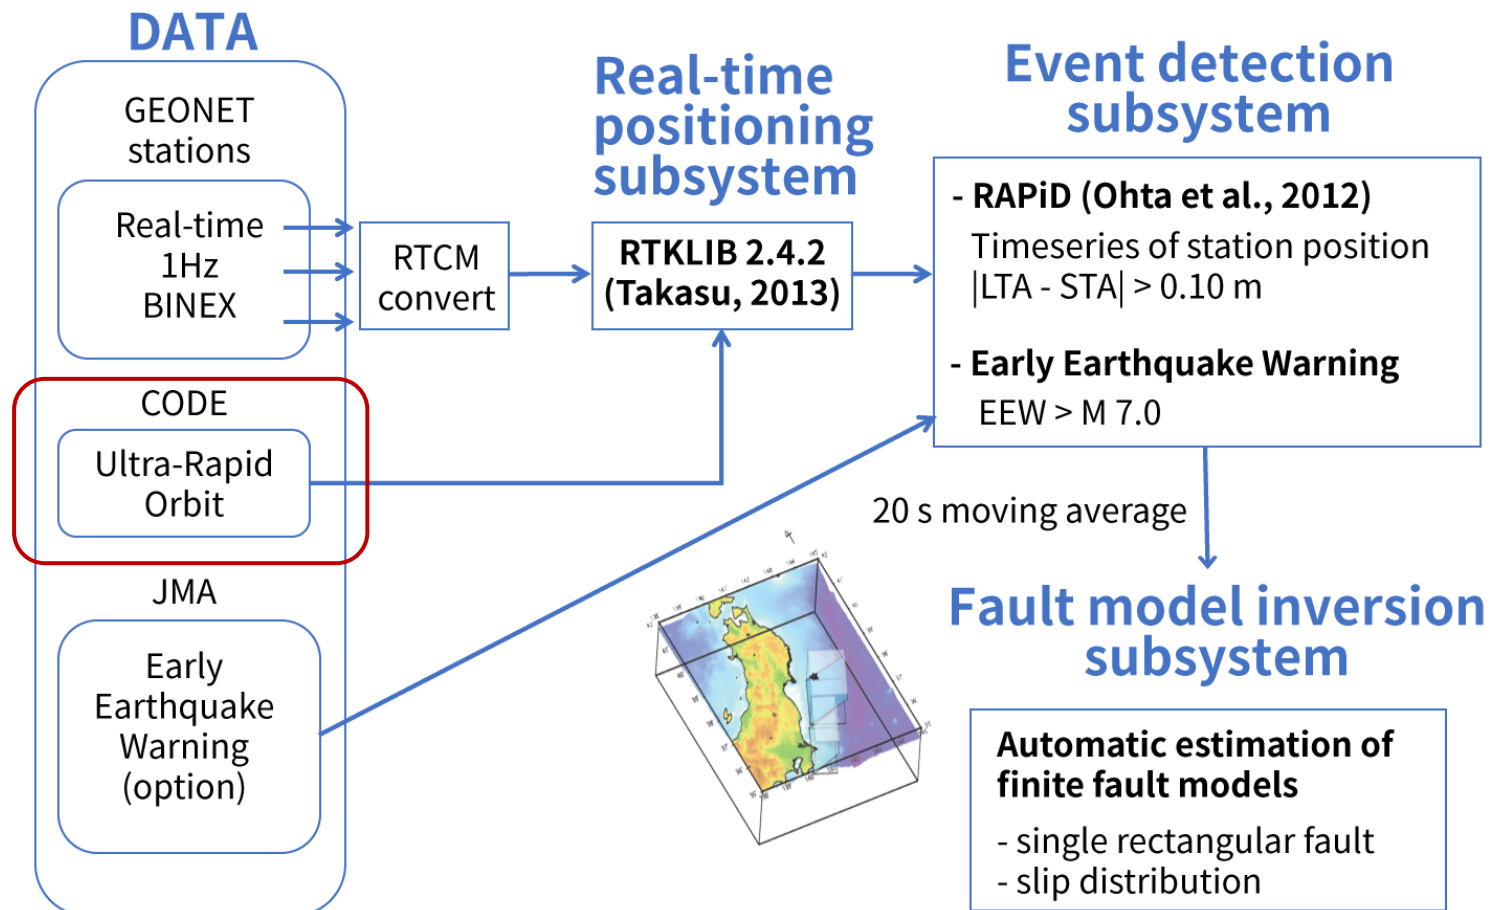 DATA
GEONET
stations
Real-time
1Hz
BINEX
CODE
Ultra-Rapid
Orbit
JMA
Early
Earthquake
Warning
(option)
RTCM
convert
Real-time
positioning
subsystem
RTKLIB 2.4.2
(Takasu, 2013)
Event detection
subsystem
- RAPiD (Ohta et al., 2012)
Timeseries of station position
|LTA - STA| > 0.10 m
- Early Earthquake Warning
EEW > M 7.0
20 s moving average
Fault model inversion
subsystem
Automatic estimation of
finite fault models
- single rectangular fault
- slip distribution